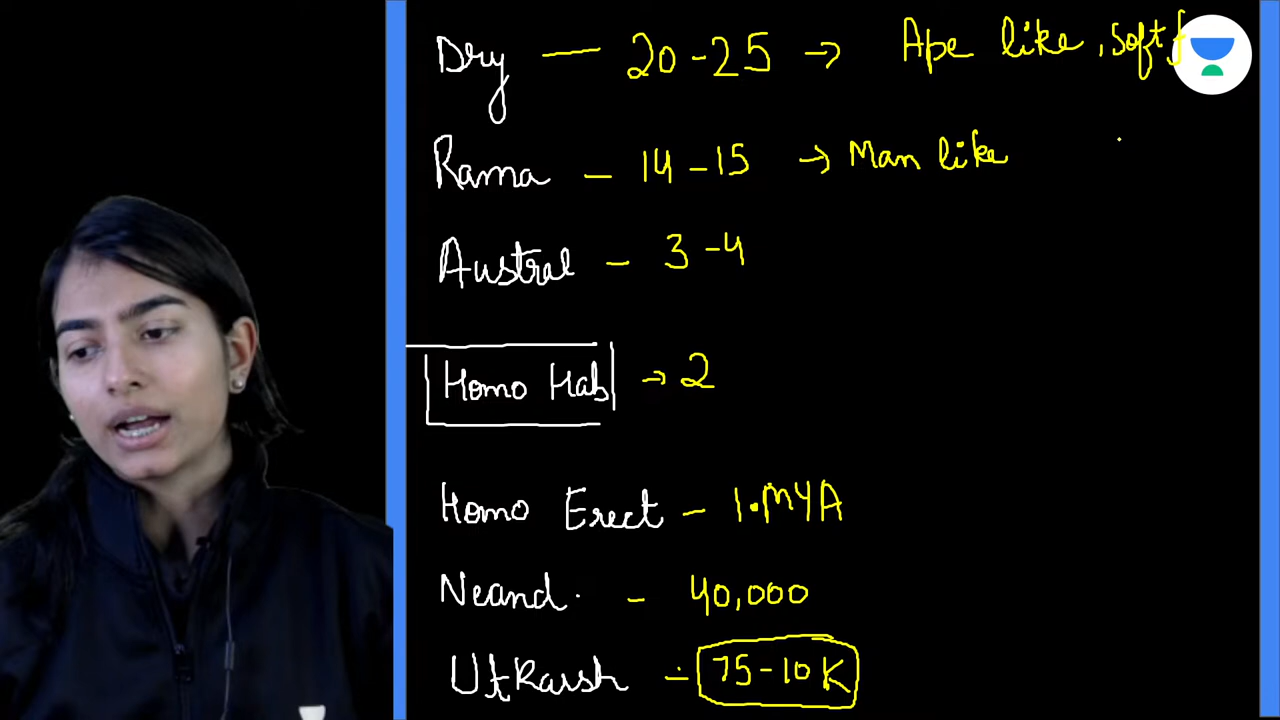 Dry — 20-25 → Ape like, Soft f
Rama - 14-15 → Man like
Austral - 3-4
Homo Hab → 2
Homo Erect - 1.MYA
Neand. - 40,000
UtKarsh - 75-10K